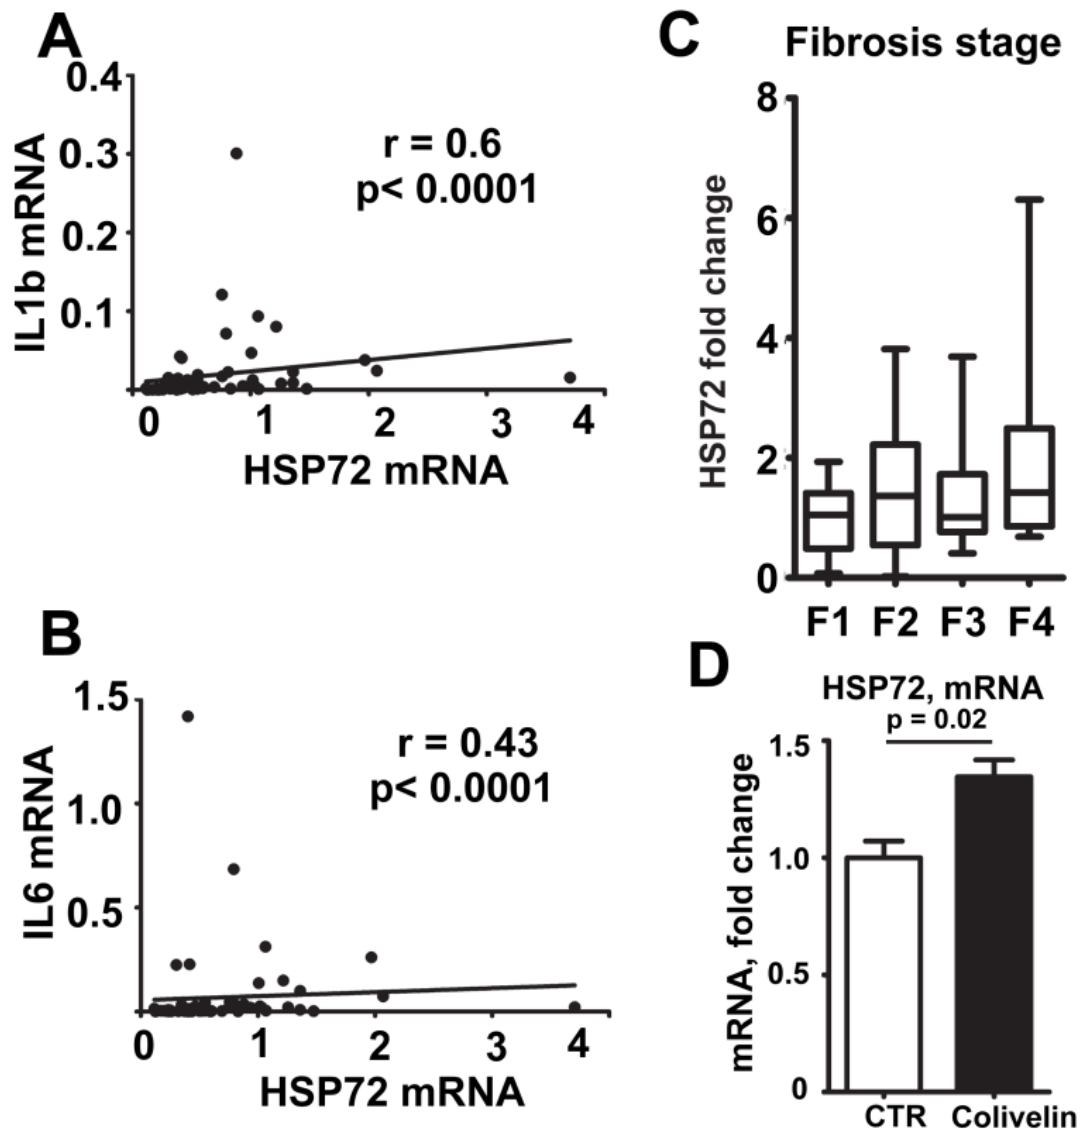 A
0.4
0.3
0.2
0.1
IL1b mRNA
r = 0.6
p< 0.0001
0 1 2 3 4
HSP72 mRNA
B
1.5
1.0
0.5
IL6 mRNA
r = 0.43
p< 0.0001
0 1 2 3 4
HSP72 mRNA
C
Fibrosis stage
8
6
4
2
0
HSP72 fold change
F1 F2 F3 F4
D
HSP72, mRNA
p = 0.02
1.5
1.0
0.5
0
mRNA, fold change
CTR Colivelin